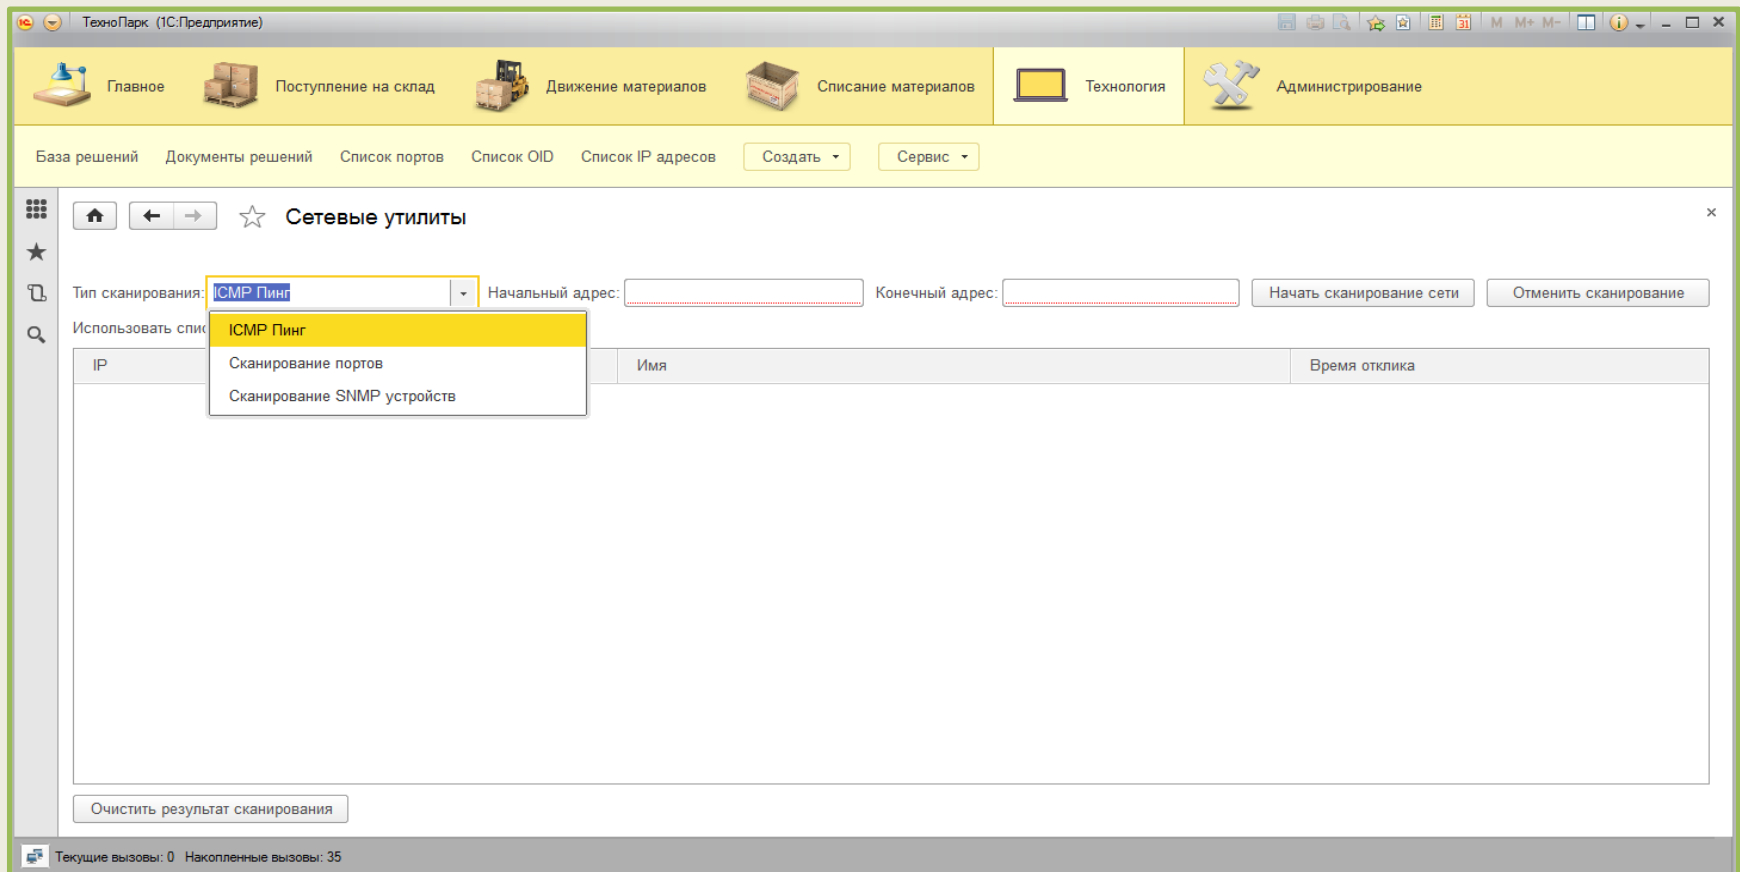 ТехноПарк (1С:Предприятие)
31 M M+ M-
Главное Поступление на склад Движение материалов Списание материалов Технология Администрирование
База решений Документы решений Список портов Список OID Список IP адресов Создать Сервис
Сетевые утилиты
Тип сканирования: ICMP Пинг Начальный адрес: Конечный адрес: Начать сканирование сети Отменить сканирование
Использовать спис
ICMP Пинг
Сканирование портов
Сканирование SNMP устройств
IP Имя Время отклика
Очистить результат сканирования
Текущие вызовы: 0 Накопленные вызовы: 35